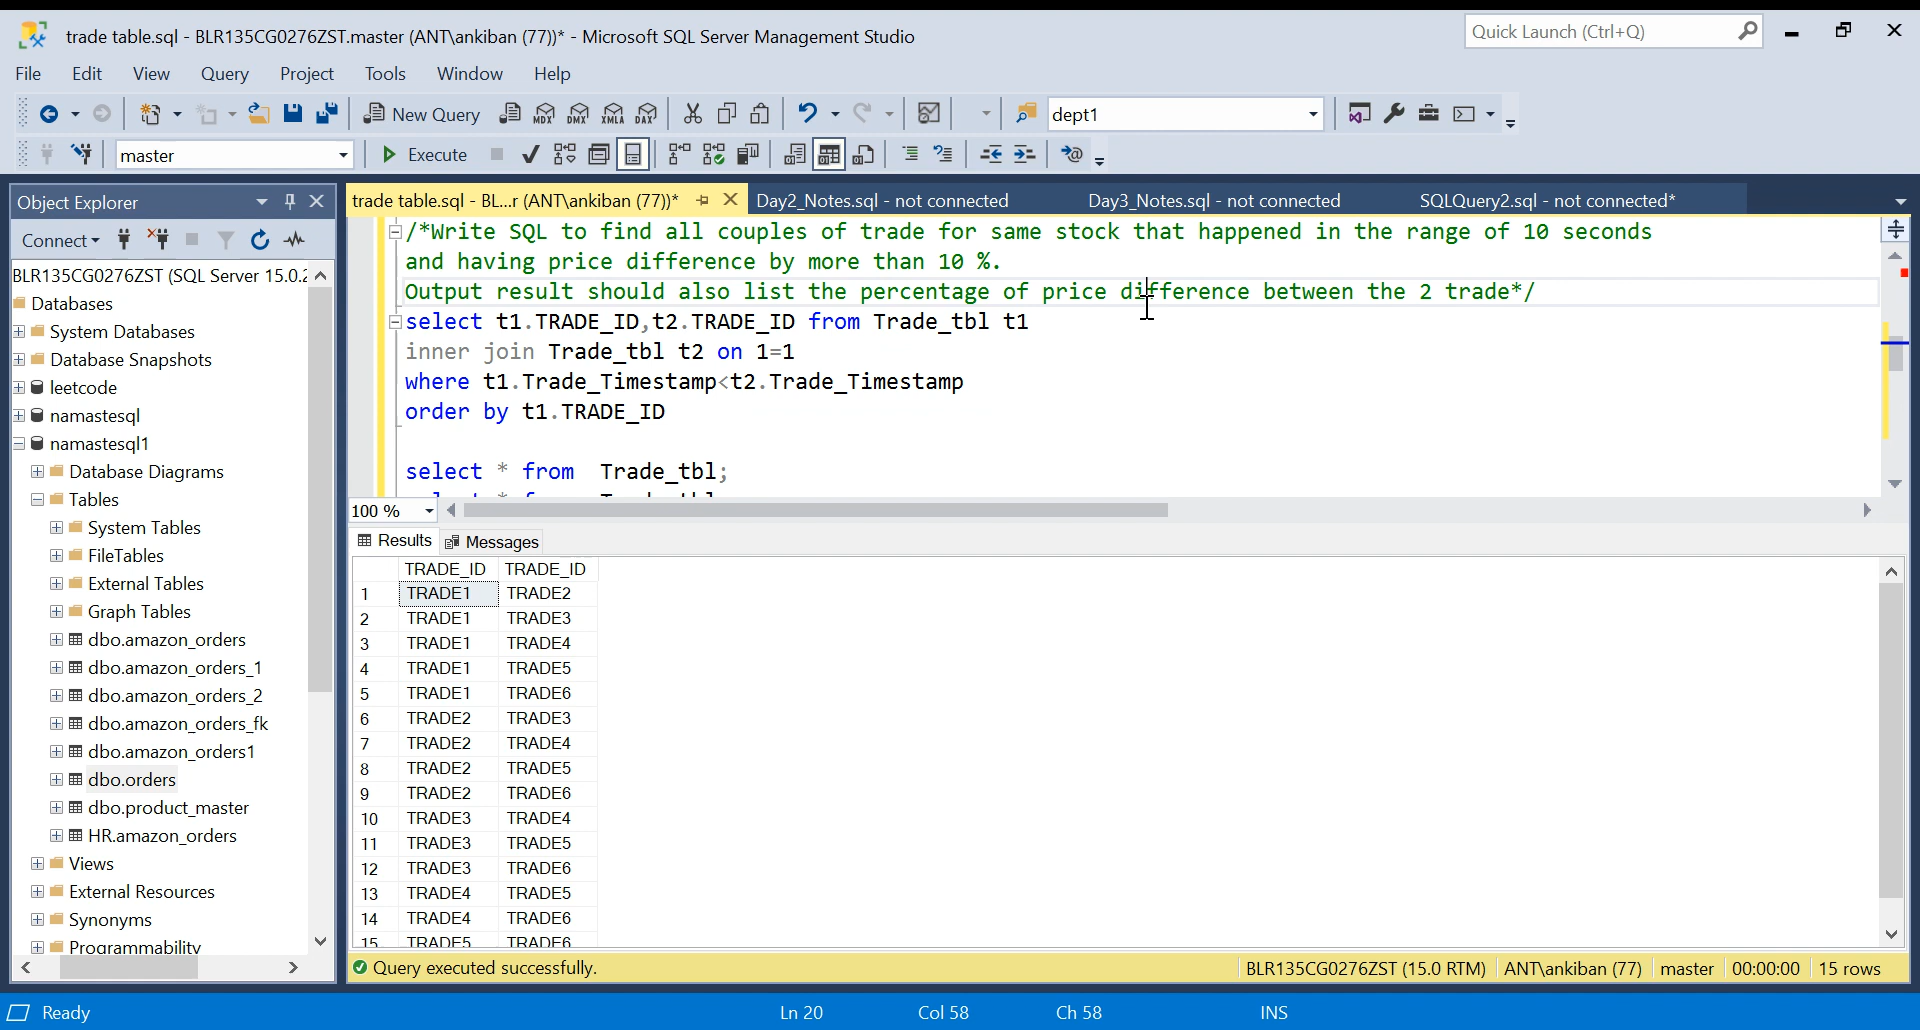 trade table.sql - BLR135CG0276ZST.master (ANT\ankiban (77))* - Microsoft SQL Server Management Studio
Quick Launch (Ctrl+Q)
File Edit View Query Project Tools Window Help
New Query MDX DMX XMLA DAX dept1
master Execute
Object Explorer
trade table.sql - BL...r (ANT\ankiban (77))* Day2_Notes.sql - not connected Day3_Notes.sql - not connected SQLQuery2.sql - not connected*
Connect
BLR135CG0276ZST (SQL Server 15.0.2
Databases
System Databases
Database Snapshots
leetcode
namastesql
namastesql1
Database Diagrams
Tables
System Tables
FileTables
External Tables
Graph Tables
dbo.amazon_orders
dbo.amazon_orders_1
dbo.amazon_orders_2
dbo.amazon_orders_fk
dbo.amazon_orders1
dbo.orders
dbo.product_master
HR.amazon_orders
Views
External Resources
Synonyms
Programmability
/*Write SQL to find all couples of trade for same stock that happened in the range of 10 seconds
and having price difference by more than 10 %.
Output result should also list the percentage of price difference between the 2 trade*/
select t1.TRADE_ID,t2.TRADE_ID from Trade_tbl t1
inner join Trade_tbl t2 on 1=1
where t1.Trade_Timestamp<t2.Trade_Timestamp
order by t1.TRADE_ID
select * from Trade_tbl;
100 %
Results Messages
TRADE_ID TRADE_ID
1 TRADE1 TRADE2
2 TRADE1 TRADE3
3 TRADE1 TRADE4
4 TRADE1 TRADE5
5 TRADE1 TRADE6
6 TRADE2 TRADE3
7 TRADE2 TRADE4
8 TRADE2 TRADE5
9 TRADE2 TRADE6
10 TRADE3 TRADE4
11 TRADE3 TRADE5
12 TRADE3 TRADE6
13 TRADE4 TRADE5
14 TRADE4 TRADE6
15 TRADE5 TRADE6
Query executed successfully. BLR135CG0276ZST (15.0 RTM) ANT\ankiban (77) master 00:00:00 15 rows
Ready Ln 20 Col 58 Ch 58 INS